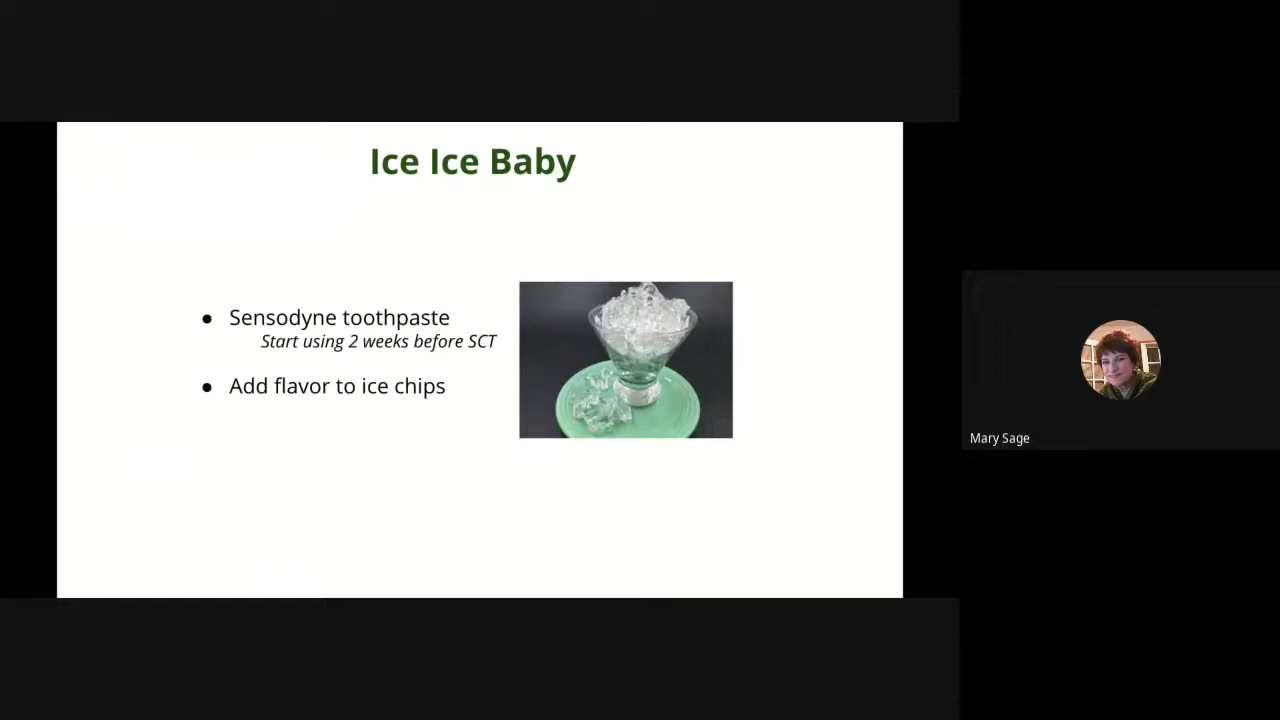 Ice Ice Baby
● Sensodyne toothpaste
Start using 2 weeks before SCT
● Add flavor to ice chips
Mary Sage